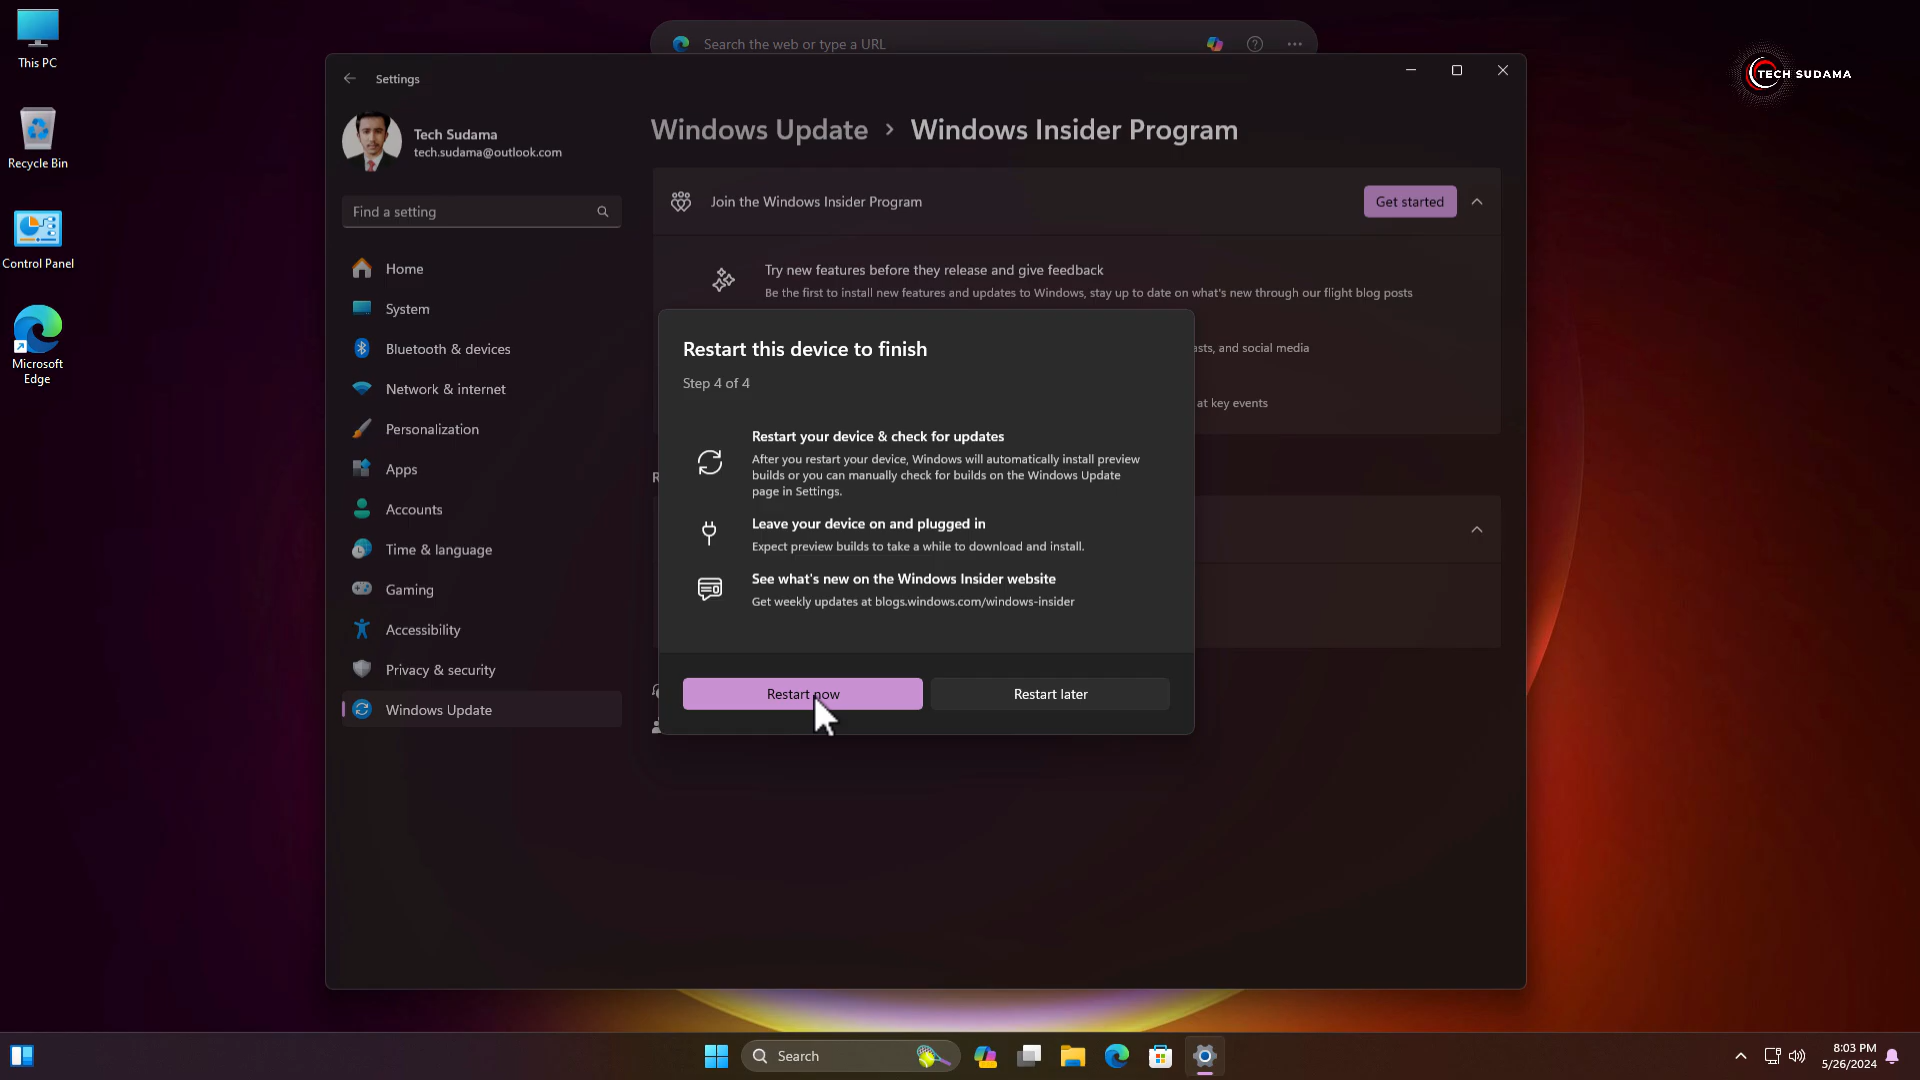 This PC
Recycle Bin
Control Panel
Microsoft
Edge
Search the web or type a URL
TECH SUDAMA
Settings
Tech Sudama
tech.sudama@outlook.com
Find a setting
Home
System
Bluetooth & devices
Network & internet
Personalization
Apps
Accounts
Time & language
Gaming
Accessibility
Privacy & security
Windows Update
Windows Update > Windows Insider Program
Join the Windows Insider Program
Get started
Try new features before they release and give feedback
Be the first to install new features and updates to Windows, stay up to date on what's new through our flight blog posts
and social media
at key events
Restart this device to finish
Step 4 of 4
Restart your device & check for updates
After you restart your device, Windows will automatically install preview
builds or you can manually check for builds on the Windows Update
page in Settings.
Leave your device on and plugged in
Expect preview builds to take a while to download and install.
See what's new on the Windows Insider website
Get weekly updates at blogs.windows.com/windows-insider
Restart now
Restart later
Search
8:03 PM
5/26/2024